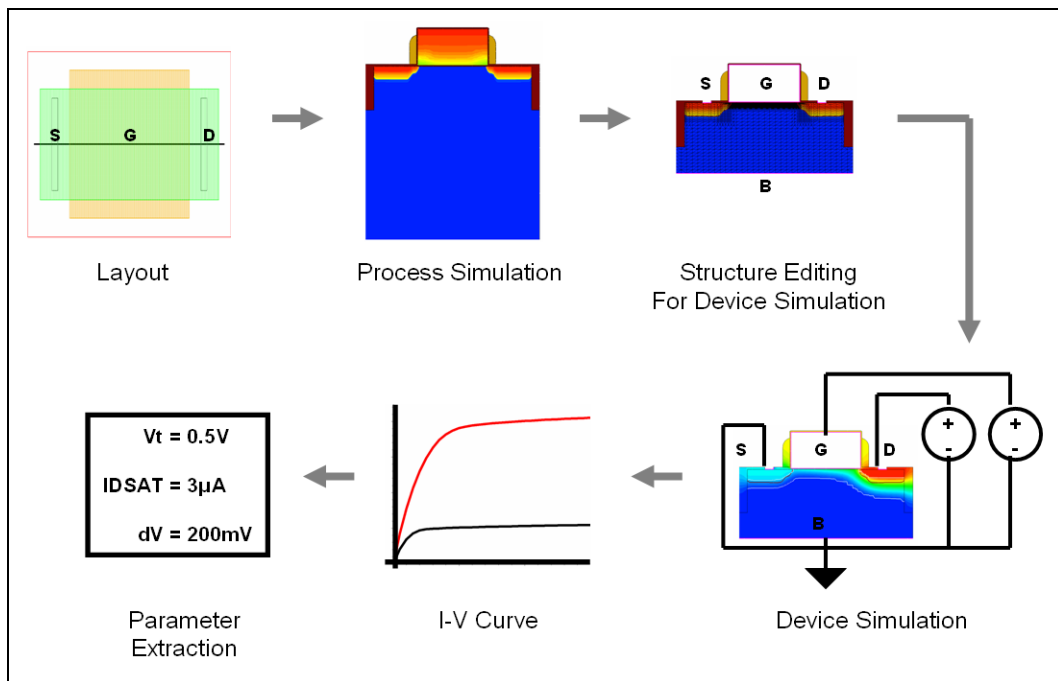 S G D
Layout
Process Simulation
S G D
B
Structure Editing
For Device Simulation
Vt = 0.5V
IDSAT = 3µA
dV = 200mV
Parameter
Extraction
I-V Curve
S G D
B
+
-
+
-
Device Simulation